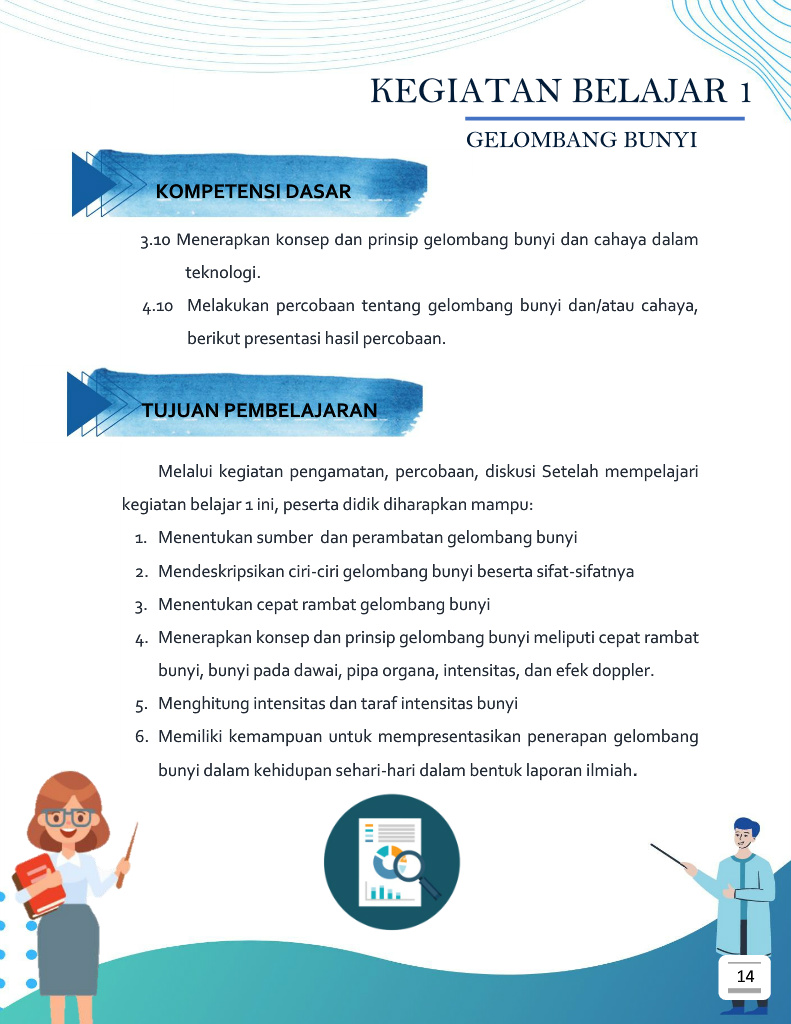 KEGIATAN BELAJAR 1
GELOMBANG BUNYI
KOMPETENSI DASAR
3.10 Menerapkan konsep dan prinsip gelombang bunyi dan cahaya dalam
teknologi.
4.10 Melakukan percobaan tentang gelombang bunyi dan/atau cahaya,
berikut presentasi hasil percobaan.
TUJUAN PEMBELAJARAN
Melalui kegiatan pengamatan, percobaan, diskusi Setelah mempelajari
kegiatan belajar 1 ini, peserta didik diharapkan mampu:
1. Menentukan sumber dan perambatan gelombang bunyi
2. Mendeskripsikan ciri-ciri gelombang bunyi beserta sifat-sifatnya
3. Menentukan cepat rambat gelombang bunyi
4. Menerapkan konsep dan prinsip gelombang bunyi meliputi cepat rambat
bunyi, bunyi pada dawai, pipa organa, intensitas, dan efek doppler.
5. Menghitung intensitas dan taraf intensitas bunyi
6. Memiliki kemampuan untuk mempresentasikan penerapan gelombang
bunyi dalam kehidupan sehari-hari dalam bentuk laporan ilmiah.
14